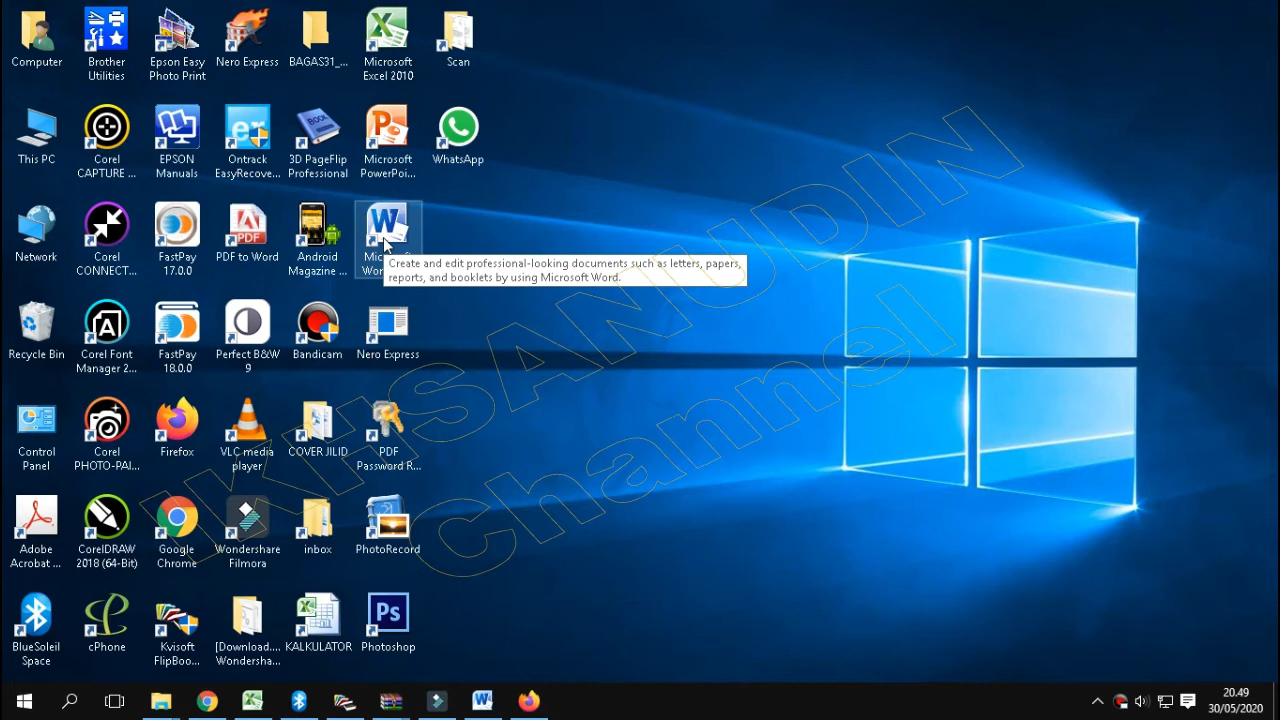 Computer
Brother
Utilities
Epson Easy
Photo Print
Nero Express
BAGAS31_...
Microsoft
Excel 2010
Scan
This PC
Corel
CAPTURE ...
EPSON
Manuals
Ontrack
EasyRecove...
3D PageFlip
Professional
Microsoft
PowerPoi...
WhatsApp
Network
Corel
CONNECT...
FastPay
17.0.0
PDF to Word
Android
Magazine ...
Create and edit professional-looking documents such as letters, papers,
reports, and booklets by using Microsoft Word.
Recycle Bin
Corel Font
Manager 2...
FastPay
18.0.0
Perfect B&W
9
Bandicam
Nero Express
Control
Panel
Corel
PHOTO-PAI...
Firefox
VLC media
player
COVER JILID
PDF
Password R...
Adobe
Acrobat ...
CorelDRAW
2018 (64-Bit)
Google
Chrome
Wondershare
Filmora
inbox
PhotoRecord
BlueSoleil
Space
cPhone
Kvisoft
FlipBoo...
[Download....
Wondersha...
KALKULATOR
Photoshop
IKHSANUDIN
Channel
20.49
30/05/2020